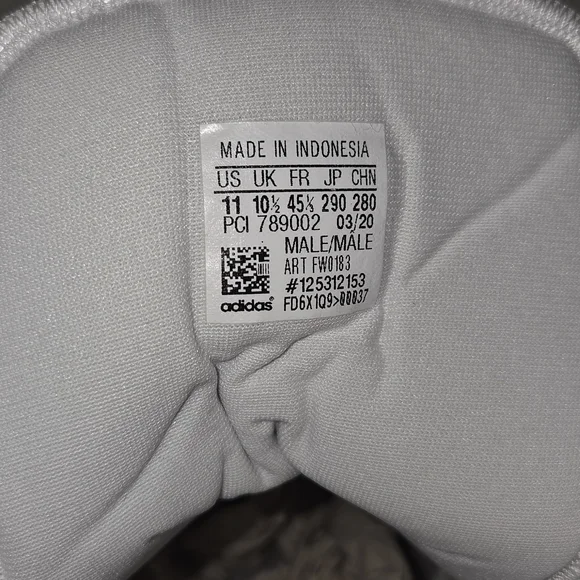 MADE IN INDONESIA
US UK FR JP CHN
11 10½ 45⅓ 290 280
PCI 789002 03/20
MALE/MÂLE
ART FW0183
#125312153
adidas® FD6X1Q9>00037